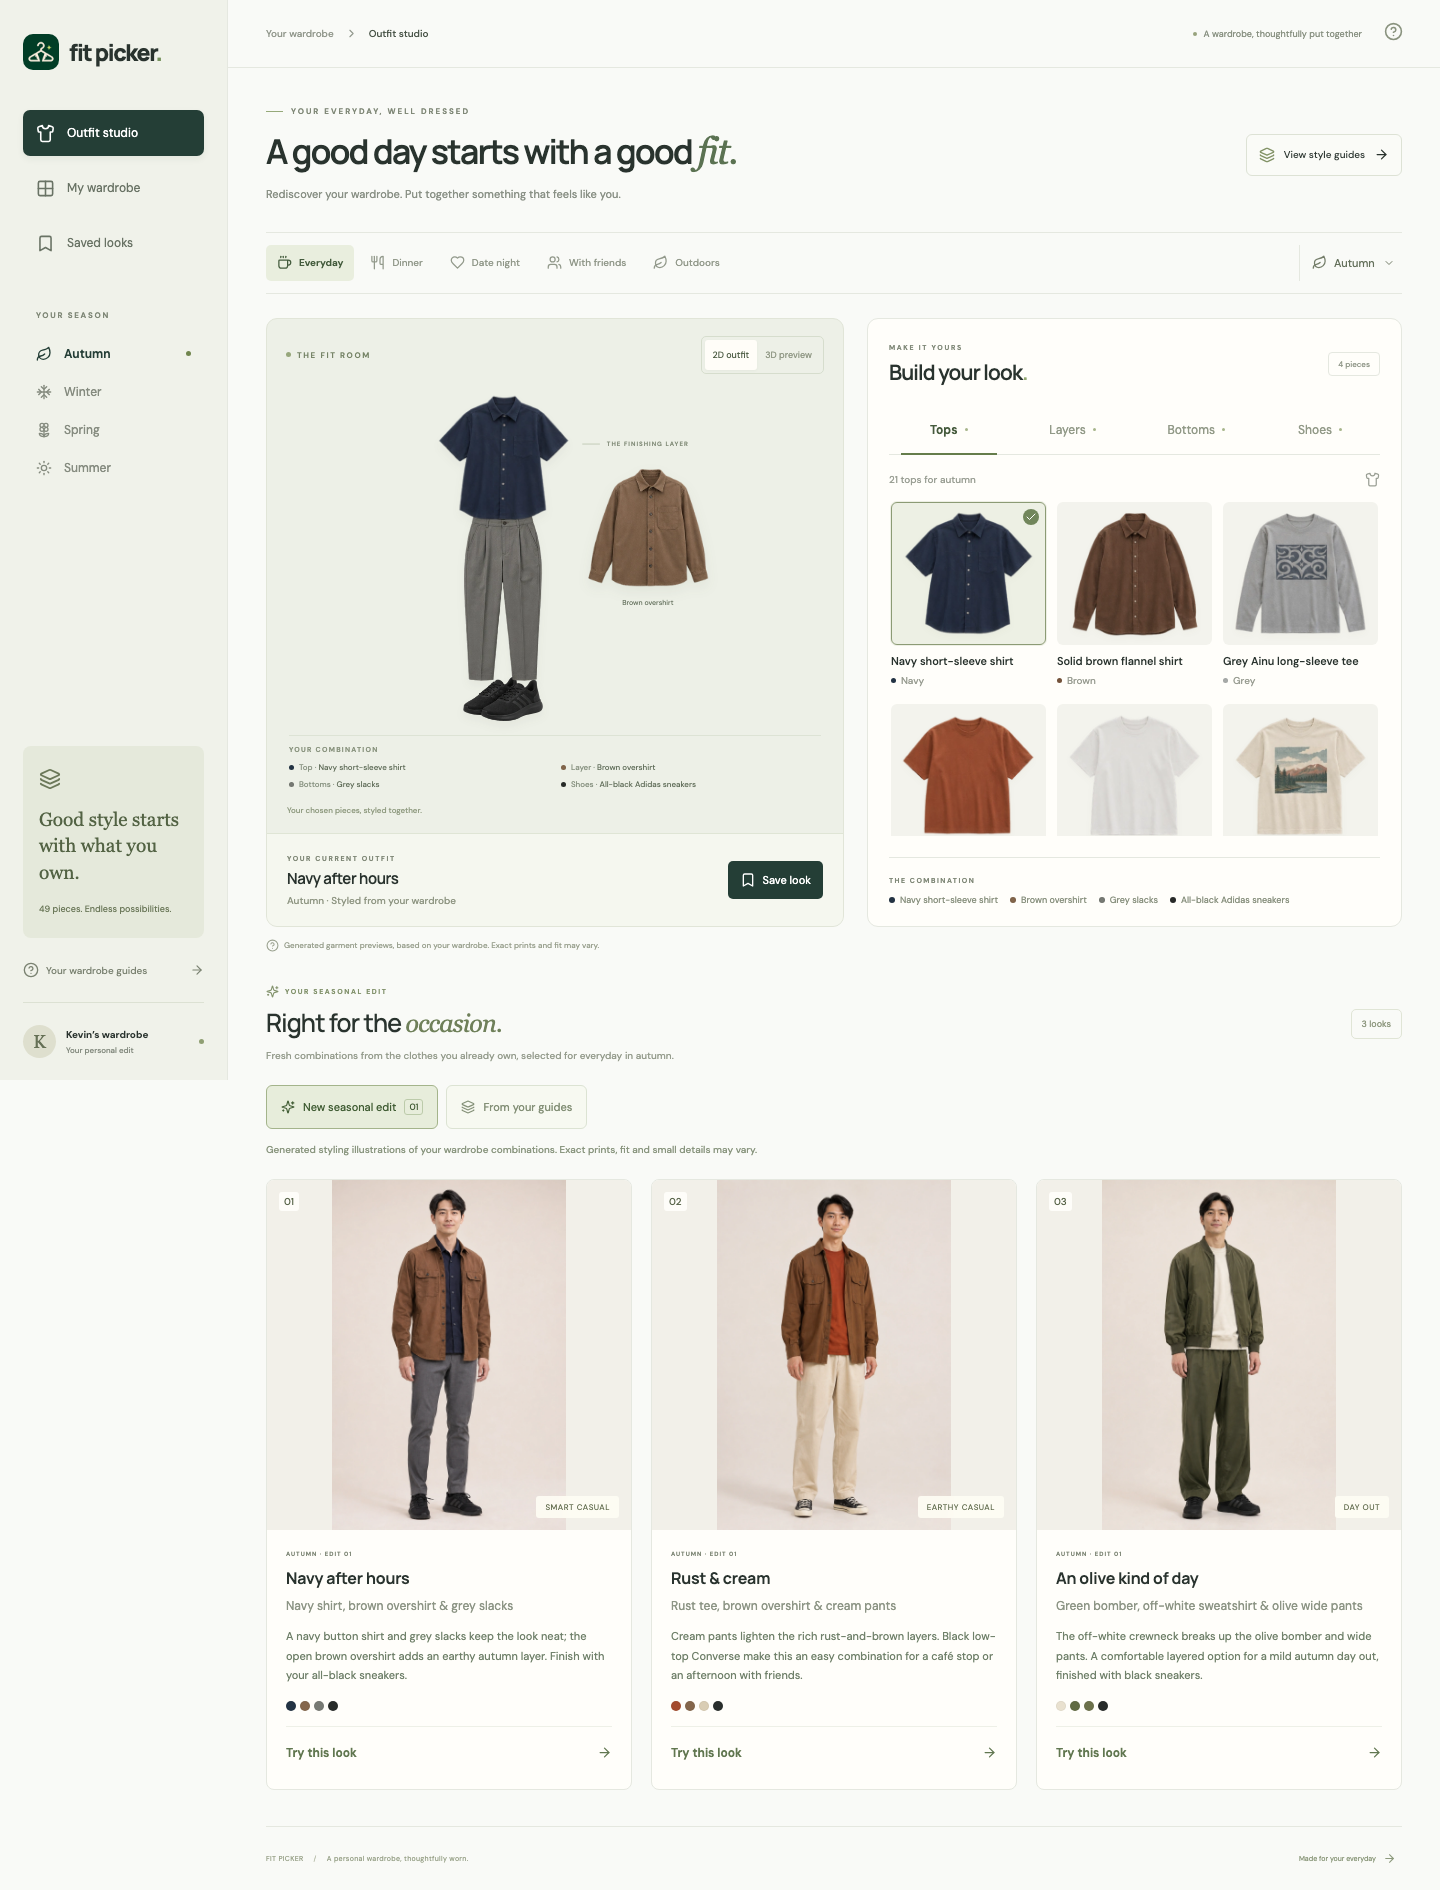 fit picker.
Outfit studio
My wardrobe
Saved looks
YOUR SEASON
Autumn
Winter
Spring
Summer
Good style starts
with what you
own.
49 pieces. Endless possibilities.
Your wardrobe guides
K
Kevin's wardrobe
Your personal edit
Your wardrobe
Outfit studio
A wardrobe, thoughtfully put together
YOUR EVERYDAY, WELL DRESSED
A good day starts with a good fit.
Rediscover your wardrobe. Put together something that feels like you.
View style guides
Everyday
Dinner
Date night
With friends
Outdoors
Autumn
THE FIT ROOM
2D outfit
3D preview
THE FINISHING LAYER
Brown overshirt
YOUR COMBINATION
Top · Navy short-sleeve shirt
Layer · Brown overshirt
Bottoms · Grey slacks
Shoes · All-black Adidas sneakers
Your chosen pieces, styled together.
YOUR CURRENT OUTFIT
Navy after hours
Autumn · Styled from your wardrobe
Save look
MAKE IT YOURS
Build your look.
4 pieces
Tops
Layers
Bottoms
Shoes
21 tops for autumn
Navy short-sleeve shirt
Navy
Solid brown flannel shirt
Brown
Grey Ainu long-sleeve tee
Grey
THE COMBINATION
Navy short-sleeve shirt
Brown overshirt
Grey slacks
All-black Adidas sneakers
Generated garment previews, based on your wardrobe. Exact prints and fit may vary.
YOUR SEASONAL EDIT
Right for the occasion.
3 looks
Fresh combinations from the clothes you already own, selected for everyday in autumn.
New seasonal edit 01
From your guides
Generated styling illustrations of your wardrobe combinations. Exact prints, fit and small details may vary.
01
SMART CASUAL
AUTUMN · EDIT 01
Navy after hours
Navy shirt, brown overshirt & grey slacks
A navy button shirt and grey slacks keep the look neat; the
open brown overshirt adds an earthy autumn layer. Finish with
your all-black sneakers.
Try this look
02
EARTHY CASUAL
AUTUMN · EDIT 01
Rust & cream
Rust tee, brown overshirt & cream pants
Cream pants lighten the rich rust-and-brown layers. Black low-
top Converse make this an easy combination for a café stop or
an afternoon with friends.
Try this look
03
DAY OUT
AUTUMN · EDIT 01
An olive kind of day
Green bomber, off-white sweatshirt & olive wide pants
The off-white crewneck breaks up the olive bomber and wide
pants. A comfortable layered option for a mild autumn day out,
finished with black sneakers.
Try this look
FIT PICKER / A personal wardrobe, thoughtfully worn.
Made for your everyday